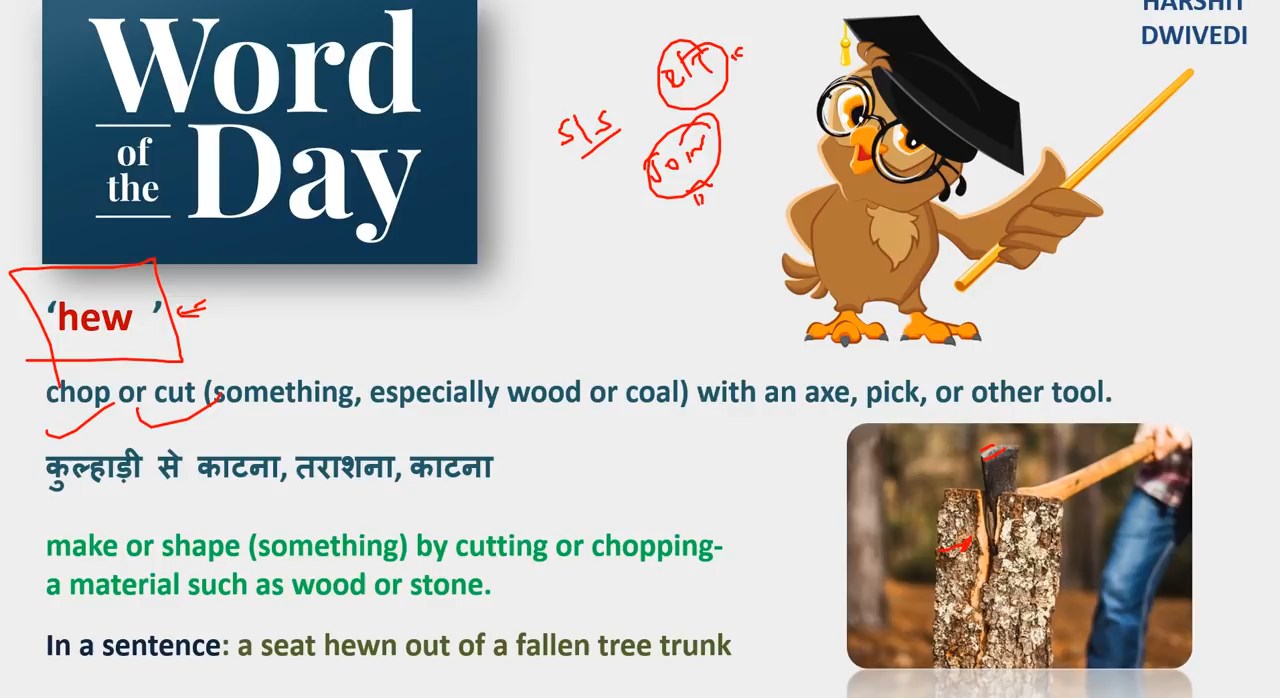 HARSHIT
DWIVEDI
Word
of
the
Day
S/S
‘hew ’
chop or cut (something, especially wood or coal) with an axe, pick, or other tool.
कुल्हाड़ी से काटना, तराशना, काटना
make or shape (something) by cutting or chopping-
a material such as wood or stone.
In a sentence: a seat hewn out of a fallen tree trunk